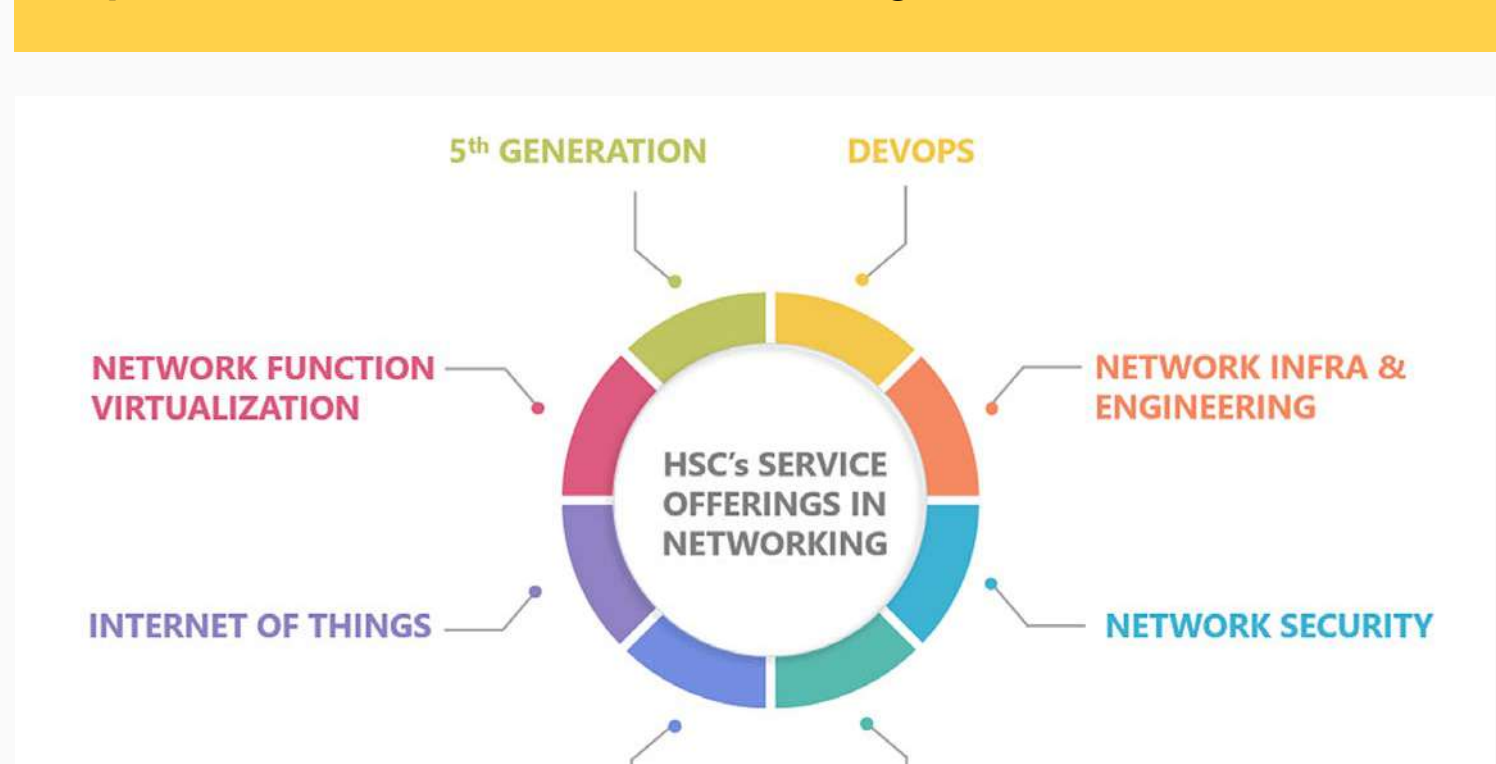 5th GENERATION
DEVOPS
NETWORK FUNCTION
VIRTUALIZATION
NETWORK INFRA &
ENGINEERING
HSC's SERVICE
OFFERINGS IN
NETWORKING
INTERNET OF THINGS
NETWORK SECURITY